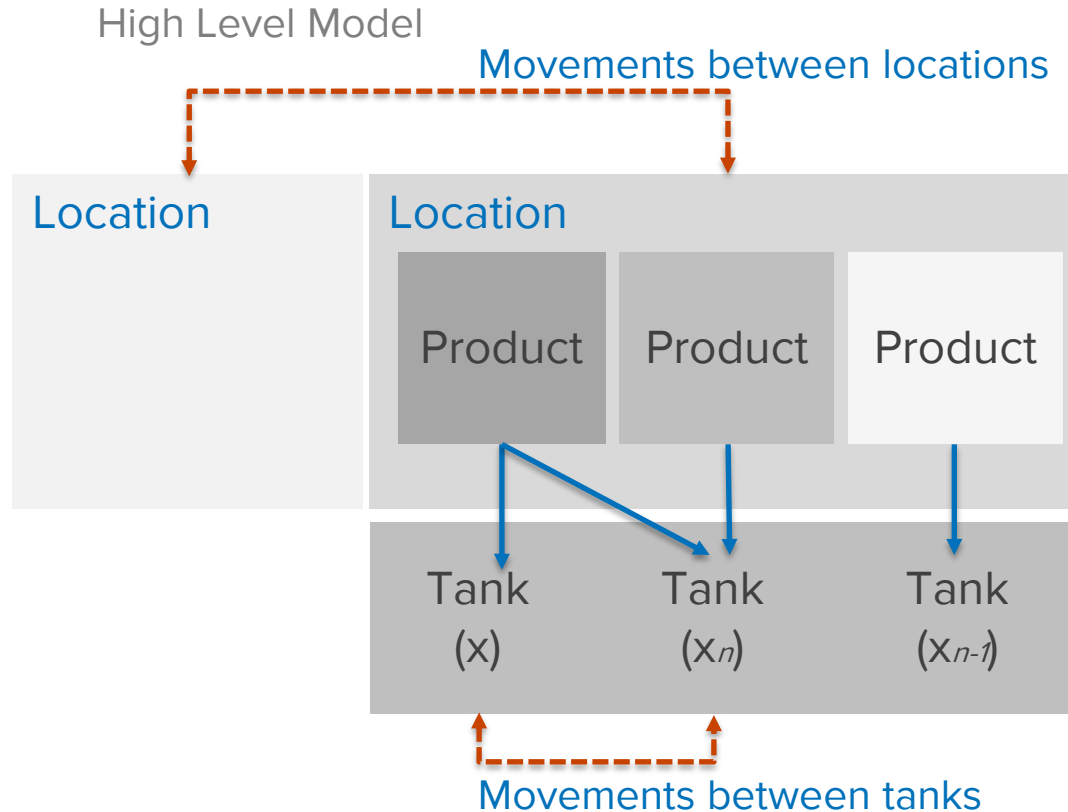 High Level Model
Movements between locations
Location
Location
Product
Product
Product
Tank
(x)
Tank
(xn)
Tank
(xn-1)
Movements between tanks